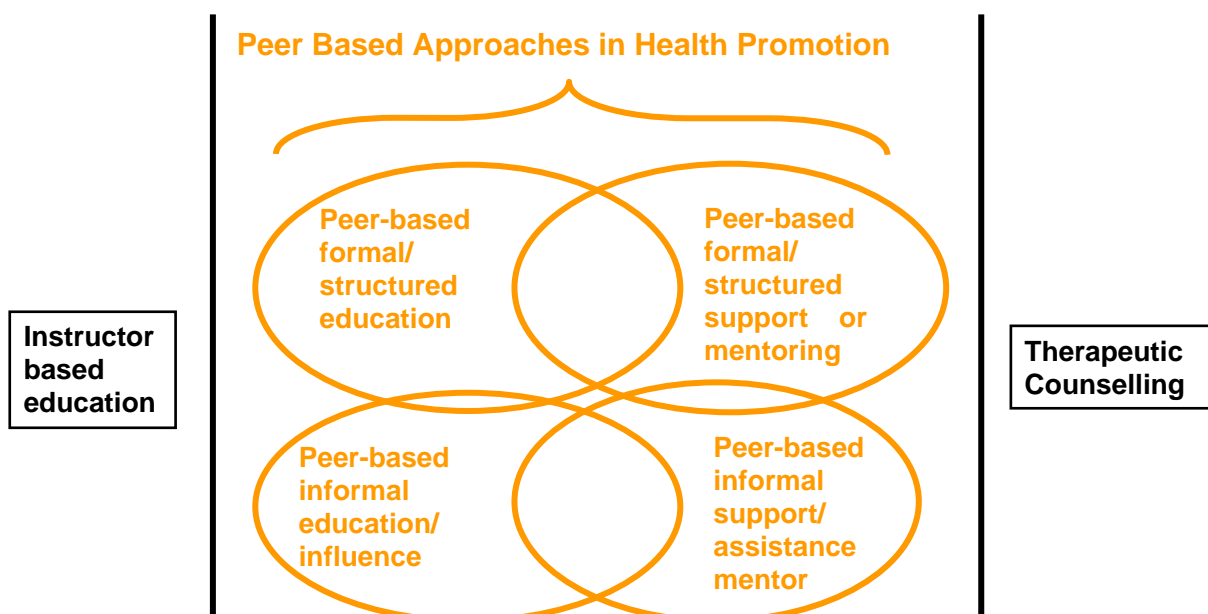 Peer Based Approaches in Health Promotion
Peer-based
formal/
structured
education
Peer-based
formal/
structured
support or
mentoring
Instructor
based
education
Therapeutic
Counselling
Peer-based
informal
education/
influence
Peer-based
informal
support/
assistance
mentor